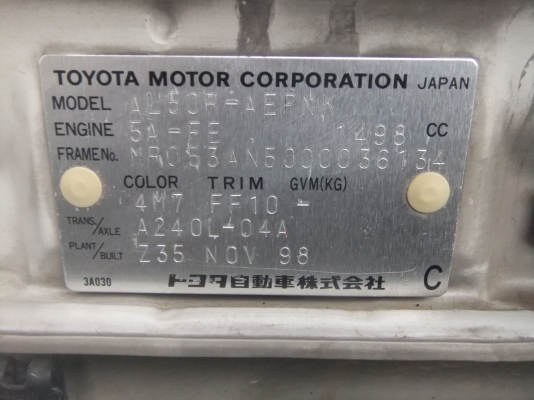 TOYOTA MOTOR CORPORATION JAPAN
MODEL AL50R-AEPNK
ENGINE 5A-FE 1498 CC
FRAME No. MR053AN5000036134
COLOR TRIM GVM(KG)
4M7 FF10 -
TRANS./AXLE A240L-04A
PLANT/BUILT Z35 NOV 98
3A030 トヨタ自動車株式会社 C